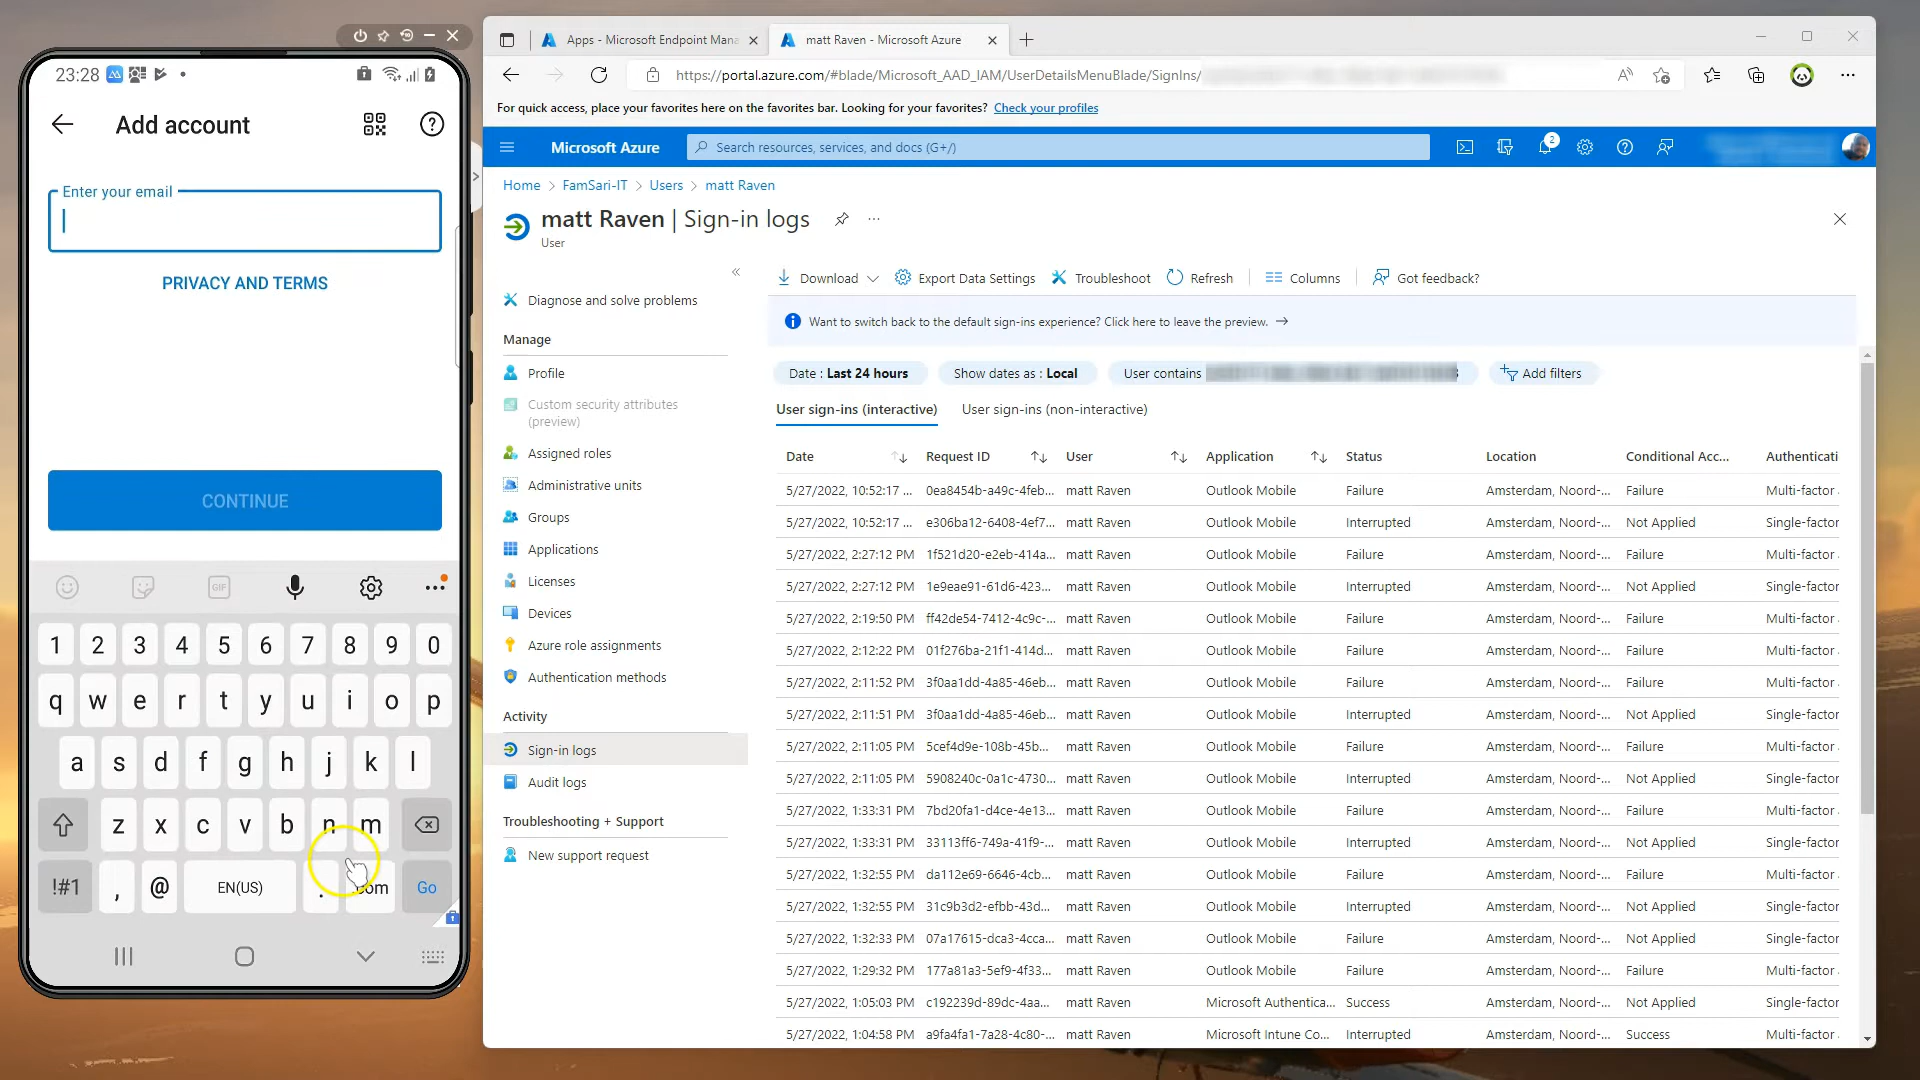 23:28
Add account
Enter your email
PRIVACY AND TERMS
CONTINUE
GIF
1 2 3 4 5 6 7 8 9 0
q w e r t y u i o p
a s d f g h j k l
z x c v b n m
!#1 , @ EN(US) . .com Go
Apps - Microsoft Endpoint Mana
matt Raven - Microsoft Azure
https://portal.azure.com/#blade/Microsoft_AAD_IAM/UserDetailsMenuBlade/SignIns/
For quick access, place your favorites here on the favorites bar. Looking for your favorites? Check your profiles
Microsoft Azure
Search resources, services, and docs (G+/)
2
Home > FamSari-IT > Users > matt Raven
matt Raven | Sign-in logs
User
Diagnose and solve problems
Manage
Profile
Custom security attributes
(preview)
Assigned roles
Administrative units
Groups
Applications
Licenses
Devices
Azure role assignments
Authentication methods
Activity
Sign-in logs
Audit logs
Troubleshooting + Support
New support request
Download Export Data Settings Troubleshoot Refresh Columns Got feedback?
Want to switch back to the default sign-ins experience? Click here to leave the preview. →
Date : Last 24 hours Show dates as : Local User contains Add filters
User sign-ins (interactive) User sign-ins (non-interactive)
Date Request ID User Application Status Location Conditional Acc... Authenticati
5/27/2022, 10:52:17 ... 0ea8454b-a49c-4feb... matt Raven Outlook Mobile Failure Amsterdam, Noord-... Failure Multi-factor
5/27/2022, 10:52:17 ... e306ba12-6408-4ef7... matt Raven Outlook Mobile Interrupted Amsterdam, Noord-... Not Applied Single-factor
5/27/2022, 2:27:12 PM 1f521d20-e2eb-414a... matt Raven Outlook Mobile Failure Amsterdam, Noord-... Failure Multi-factor
5/27/2022, 2:27:12 PM 1e9eae91-61d6-423... matt Raven Outlook Mobile Interrupted Amsterdam, Noord-... Not Applied Single-factor
5/27/2022, 2:19:50 PM ff42de54-7412-4c9c-... matt Raven Outlook Mobile Failure Amsterdam, Noord-... Failure Multi-factor
5/27/2022, 2:12:22 PM 01f276ba-21f1-414d... matt Raven Outlook Mobile Failure Amsterdam, Noord-... Failure Multi-factor
5/27/2022, 2:11:52 PM 3f0aa1dd-4a85-46eb... matt Raven Outlook Mobile Failure Amsterdam, Noord-... Failure Multi-factor
5/27/2022, 2:11:51 PM 3f0aa1dd-4a85-46eb... matt Raven Outlook Mobile Interrupted Amsterdam, Noord-... Not Applied Single-factor
5/27/2022, 2:11:05 PM 5cef4d9e-108b-45b... matt Raven Outlook Mobile Failure Amsterdam, Noord-... Failure Multi-factor
5/27/2022, 2:11:05 PM 5908240c-0a1c-4730... matt Raven Outlook Mobile Interrupted Amsterdam, Noord-... Not Applied Single-factor
5/27/2022, 1:33:31 PM 7bd20fa1-d4ce-4e13... matt Raven Outlook Mobile Failure Amsterdam, Noord-... Failure Multi-factor
5/27/2022, 1:33:31 PM 33113ff6-749a-41f9-... matt Raven Outlook Mobile Interrupted Amsterdam, Noord-... Not Applied Single-factor
5/27/2022, 1:32:55 PM da112e69-6646-4cb... matt Raven Outlook Mobile Failure Amsterdam, Noord-... Failure Multi-factor
5/27/2022, 1:32:55 PM 31c9b3d2-efbb-43d... matt Raven Outlook Mobile Interrupted Amsterdam, Noord-... Not Applied Single-factor
5/27/2022, 1:32:33 PM 07a17615-dca3-4cca... matt Raven Outlook Mobile Failure Amsterdam, Noord-... Not Applied Single-factor
5/27/2022, 1:29:32 PM 177a81a3-5ef9-4f33... matt Raven Outlook Mobile Failure Amsterdam, Noord-... Failure Multi-factor
5/27/2022, 1:05:03 PM c192239d-89dc-4aa... matt Raven Microsoft Authentica... Success Amsterdam, Noord-... Not Applied Single-factor
5/27/2022, 1:04:58 PM a9fa4fa1-7a28-4c80-... matt Raven Microsoft Intune Co... Interrupted Amsterdam, Noord-... Success Multi-factor